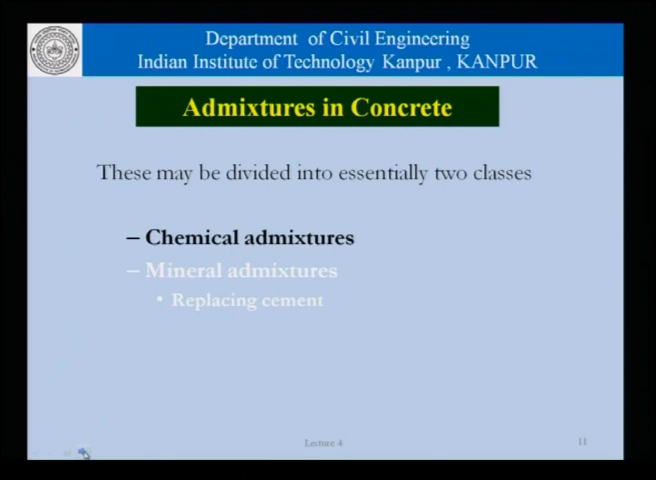 Department of Civil Engineering
Indian Institute of Technology Kanpur , KANPUR
Admixtures in Concrete
These may be divided into essentially two classes
– Chemical admixtures
– Mineral admixtures
• Replacing cement
Lecture 4
11